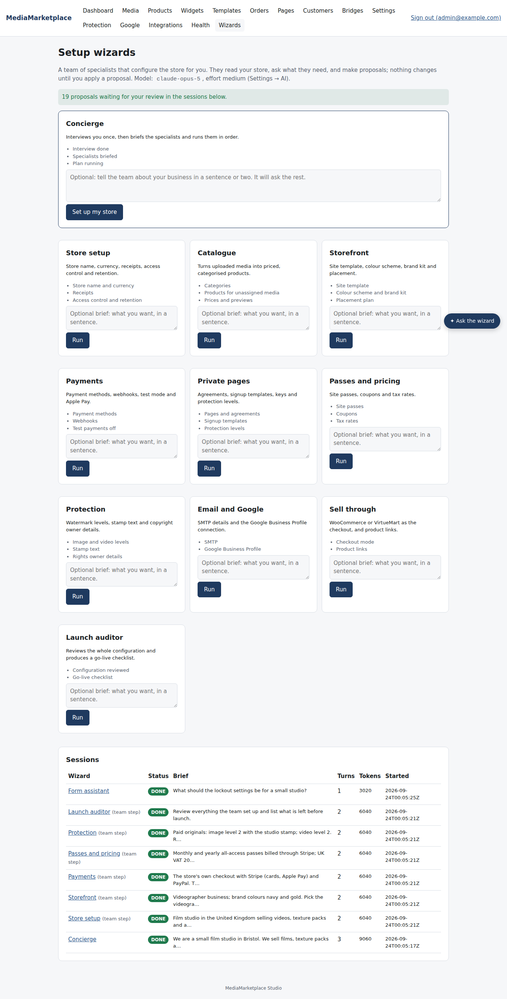 MediaMarketplace
Dashboard Media Products Widgets Templates Orders Pages Customers Bridges Settings
Protection Google Integrations Health Wizards
Sign out (admin@example.com)
Setup wizards
A team of specialists that configure the store for you. They read your store, ask what they need, and make proposals; nothing changes
until you apply a proposal. Model: claude-opus-5, effort medium (Settings → AI).
19 proposals waiting for your review in the sessions below.
Concierge
Interviews you once, then briefs the specialists and runs them in order.
• Interview done
• Specialists briefed
• Plan running
Optional: tell the team about your business in a sentence or two. It will ask the rest.
Set up my store
Store setup
Store name, currency, receipts, access
control and retention.
• Store name and currency
• Receipts
• Access control and retention
Optional brief: what you want, in a
sentence.
Run
Catalogue
Turns uploaded media into priced,
categorised products.
• Categories
• Products for unassigned media
• Prices and previews
Optional brief: what you want, in a
sentence.
Run
Storefront
Site template, colour scheme, brand kit and
placement.
• Site template
• Colour scheme and brand kit
• Placement plan
Optional brief: what you want, in a
sentence.
Run
✦ Ask the wizard
Payments
Payment methods, webhooks, test mode and
Apple Pay.
• Payment methods
• Webhooks
• Test payments off
Optional brief: what you want, in a
sentence.
Run
Private pages
Agreements, signup templates, keys and
protection levels.
• Pages and agreements
• Signup templates
• Protection levels
Optional brief: what you want, in a
sentence.
Run
Passes and pricing
Site passes, coupons and tax rates.
• Site passes
• Coupons
• Tax rates
Optional brief: what you want, in a
sentence.
Run
Protection
Watermark levels, stamp text and copyright
owner details.
• Image and video levels
• Stamp text
• Rights owner details
Optional brief: what you want, in a
sentence.
Run
Email and Google
SMTP details and the Google Business Profile
connection.
• SMTP
• Google Business Profile
Optional brief: what you want, in a
sentence.
Run
Sell through
WooCommerce or VirtueMart as the
checkout, and product links.
• Checkout mode
• Product links
Optional brief: what you want, in a
sentence.
Run
Launch auditor
Reviews the whole configuration and
produces a go-live checklist.
• Configuration reviewed
• Go-live checklist
Optional brief: what you want, in a
sentence.
Run
Sessions
Wizard Status Brief Turns Tokens Started
Form assistant DONE What should the lockout settings be for a small studio? 1 3020 2026-09-
24T00:05:25Z
Launch auditor (team step) DONE Review everything the team set up and list what is left before 2 6040 2026-09-
launch. 24T00:05:21Z
Protection (team step) DONE Paid originals: image level 2 with the studio stamp; video level 2. 2 6040 2026-09-
R… 24T00:05:21Z
Passes and pricing (team DONE Monthly and yearly all-access passes billed through Stripe; UK 2 6040 2026-09-
step) VAT 20… 24T00:05:21Z
Payments (team step) DONE The store's own checkout with Stripe (cards, Apple Pay) and 2 6040 2026-09-
PayPal. T… 24T00:05:21Z
Storefront (team step) DONE Videographer business; brand colours navy and gold. Pick the 2 6040 2026-09-
videogra… 24T00:05:21Z
Store setup (team step) DONE Film studio in the United Kingdom selling videos, texture packs 2 6040 2026-09-
and a… 24T00:05:21Z
Concierge DONE We are a small film studio in Bristol. We sell films, texture packs 3 9060 2026-09-
a… 24T00:05:17Z
MediaMarketplace Studio